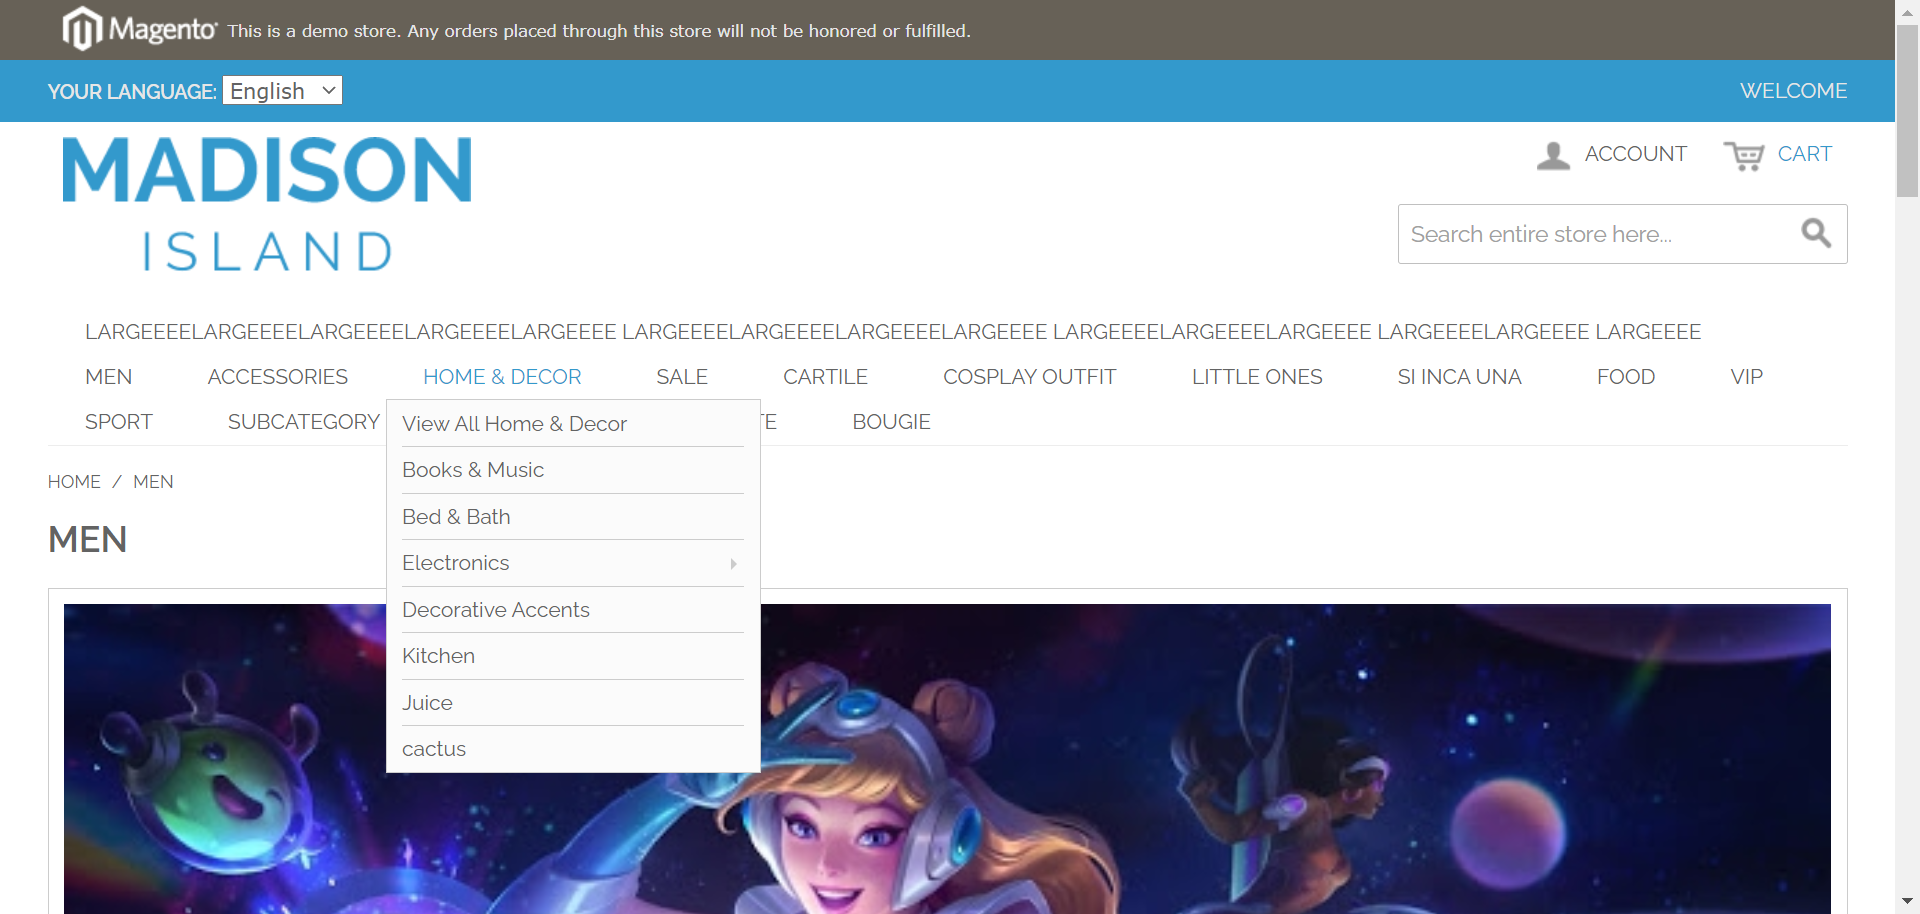 Magento This is a demo store. Any orders placed through this store will not be honored or fulfilled.
YOUR LANGUAGE: English WELCOME
MADISON
ISLAND
ACCOUNT CART
Search entire store here...
LARGEEEELARGEEEELARGEEEELARGEEEELARGEEEE LARGEEEELARGEEEELARGEEEELARGEEEE LARGEEEELARGEEEELARGEEEE LARGEEEELARGEEEE LARGEEEE
MEN ACCESSORIES HOME & DECOR SALE CARTILE COSPLAY OUTFIT LITTLE ONES SI INCA UNA FOOD VIP
SPORT SUBCATEGORY TE BOUGIE
View All Home & Decor
Books & Music
Bed & Bath
Electronics
Decorative Accents
Kitchen
Juice
cactus
HOME / MEN
MEN